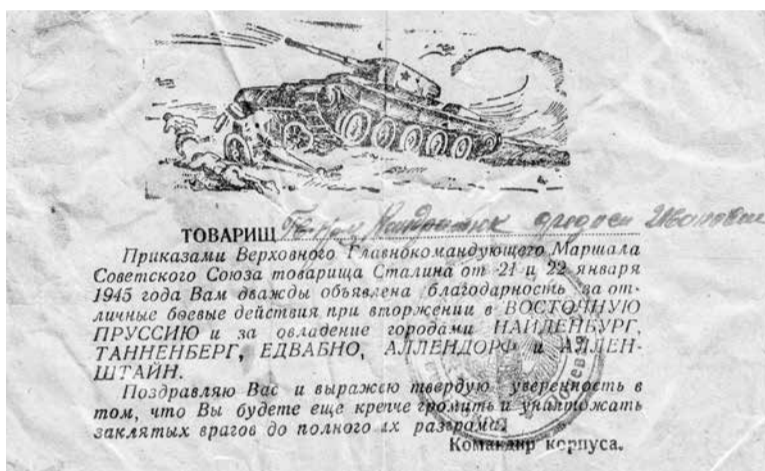 ТОВАРИЩ
Приказами Верховного Главнокомандующего Маршала
Советского Союза товарища Сталина от 21 и 22 января
1945 года Вам дважды объявлена благодарность за от-
личные боевые действия при вторжении в ВОСТОЧНУЮ
ПРУССИЮ и за овладение городами НАЙДЕНБУРГ,
ТАННЕНБЕРГ, ЕДВАБНО, АЛЛЕНДОРФ и АЛЛЕН-
ШТАЙН.
Поздравляю Вас и выражаю твердую уверенность в
том, что Вы будете еще крепче громить и уничтожать
заклятых врагов до полного их разгрома.
Командир корпуса.